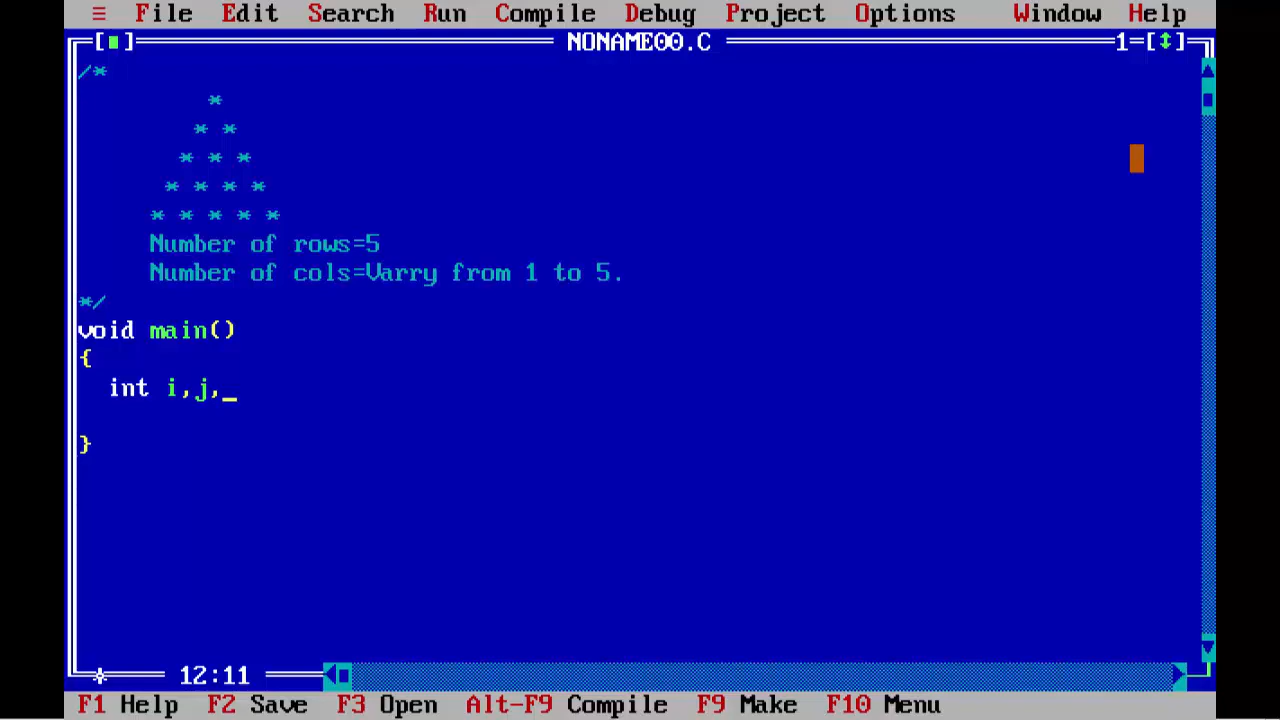 ≡ File Edit Search Run Compile Debug Project Options Window Help
[■] NONAME00.C 1=[↕]
/*
*
* *
* * *
* * * *
* * * * *
Number of rows=5
Number of cols=Varry from 1 to 5.
*/
void main()
{
int i,j,_
}
* 12:11
F1 Help F2 Save F3 Open Alt-F9 Compile F9 Make F10 Menu